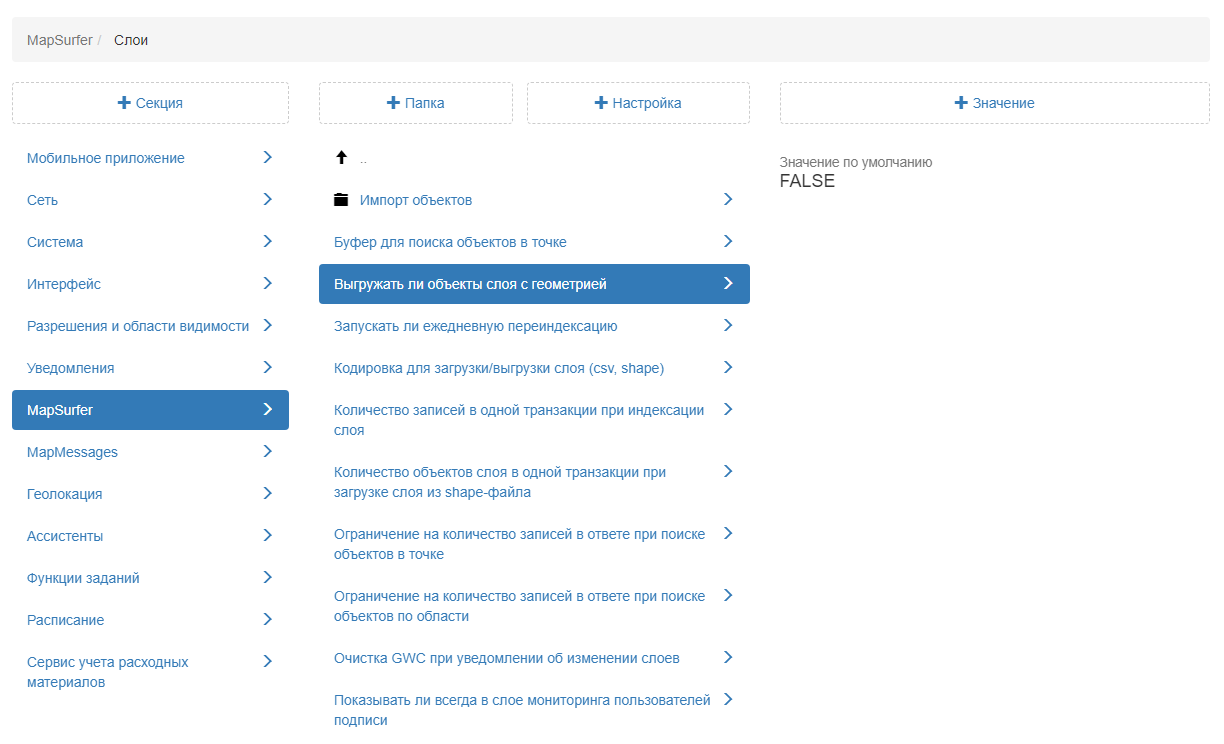 MapSurfer / Слои
Секция
Мобильное приложение
Сеть
Система
Интерфейс
Разрешения и области видимости
Уведомления
MapSurfer
MapMessages
Геолокация
Ассистенты
Функции заданий
Расписание
Сервис учета расходных
материалов
Папка
Настройка
..
Импорт объектов
Буфер для поиска объектов в точке
Выгружать ли объекты слоя с геометрией
Запускать ли ежедневную переиндексацию
Кодировка для загрузки/выгрузки слоя (csv, shape)
Количество записей в одной транзакции при индексации
слоя
Количество объектов слоя в одной транзакции при
загрузке слоя из shape-файла
Ограничение на количество записей в ответе при поиске
объектов в точке
Ограничение на количество записей в ответе при поиске
объектов по области
Очистка GWC при уведомлении об изменении слоев
Показывать ли всегда в слое мониторинга пользователей
подписи
Значение
Значение по умолчанию
FALSE